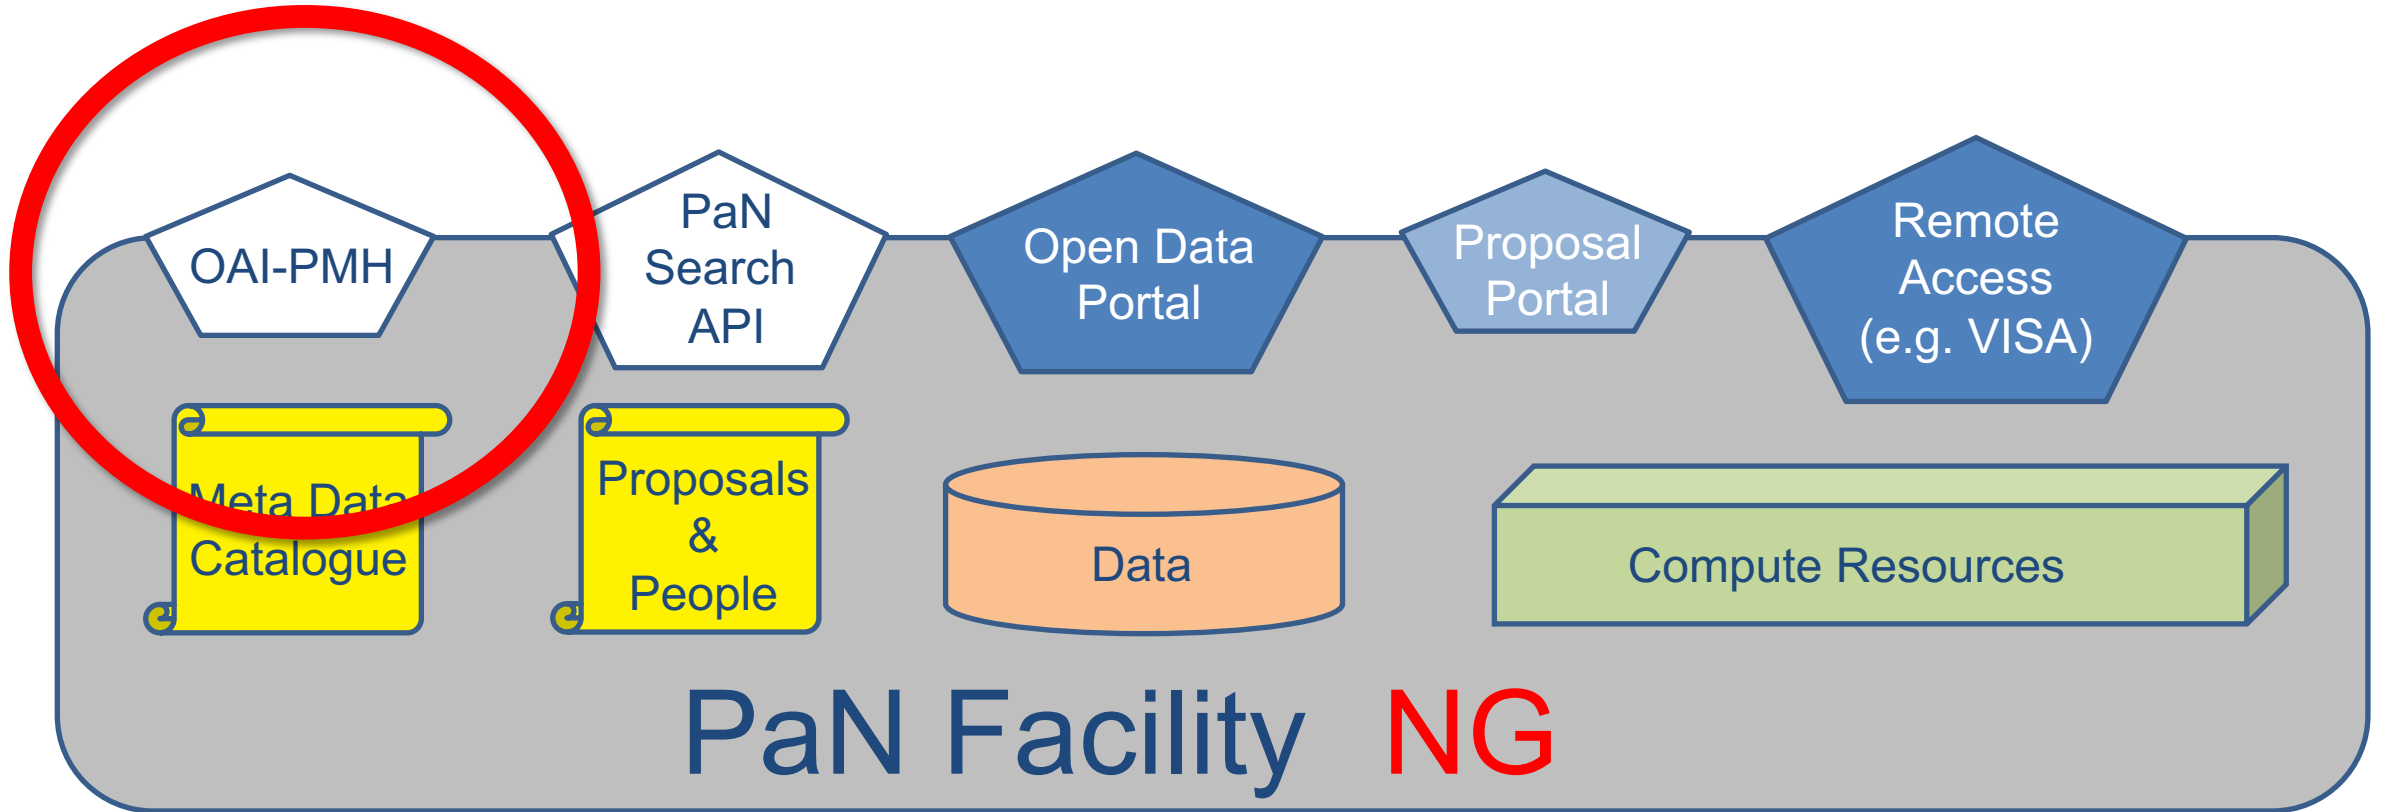 OAI-PMH
PaN
Search
API
Open Data
Portal
Proposal
Portal
Remote
Access
(e.g. VISA)
Meta Data
Catalogue
Proposals
&
People
Data
Compute Resources
PaN Facility NG